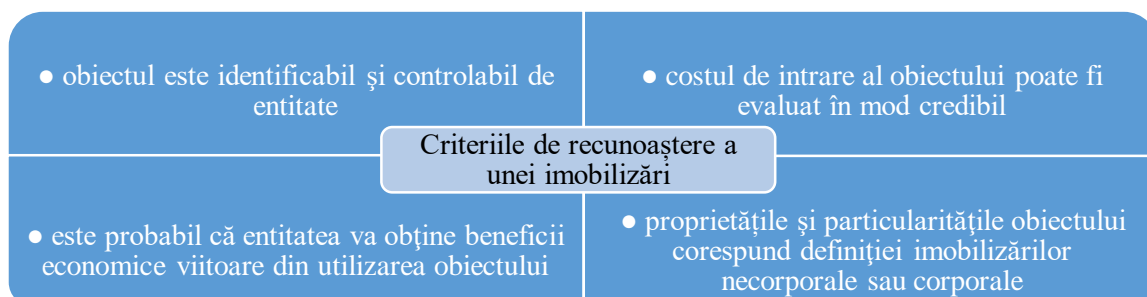 ● obiectul este identificabil şi controlabil de
entitate
● costul de intrare al obiectului poate fi
evaluat în mod credibil
Criteriile de recunoaștere a
unei imobilizări
● este probabil că entitatea va obţine beneficii
economice viitoare din utilizarea obiectului
● proprietățile şi particularităţile obiectului
corespund definiţiei imobilizărilor
necorporale sau corporale